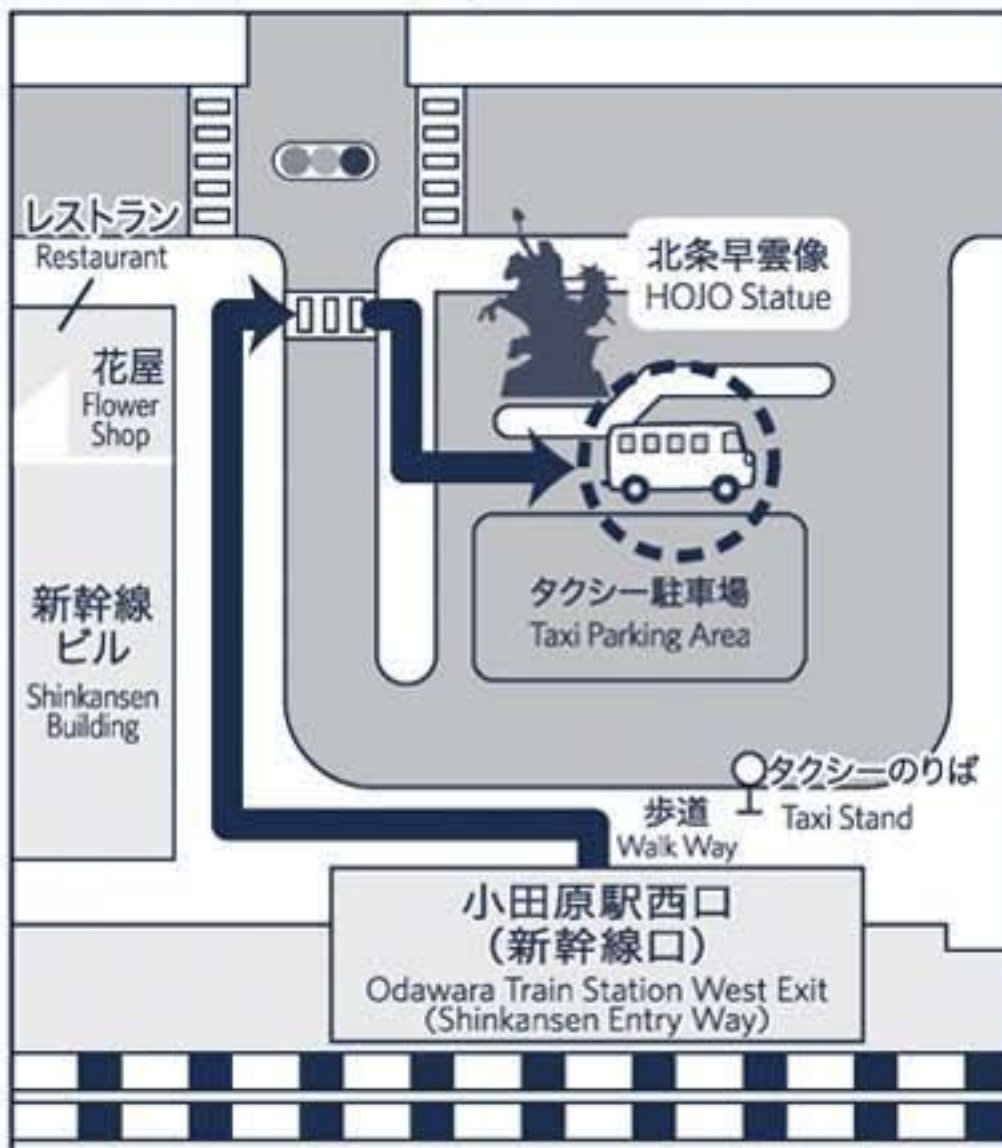 レストラン
Restaurant
北条早雲像
HOJO Statue
花屋
Flower
Shop
新幹線
ビル
Shinkansen
Building
タクシー駐車場
Taxi Parking Area
タクシーのりば
Taxi Stand
歩道
Walk Way
小田原駅西口
(新幹線口)
Odawara Train Station West Exit
(Shinkansen Entry Way)